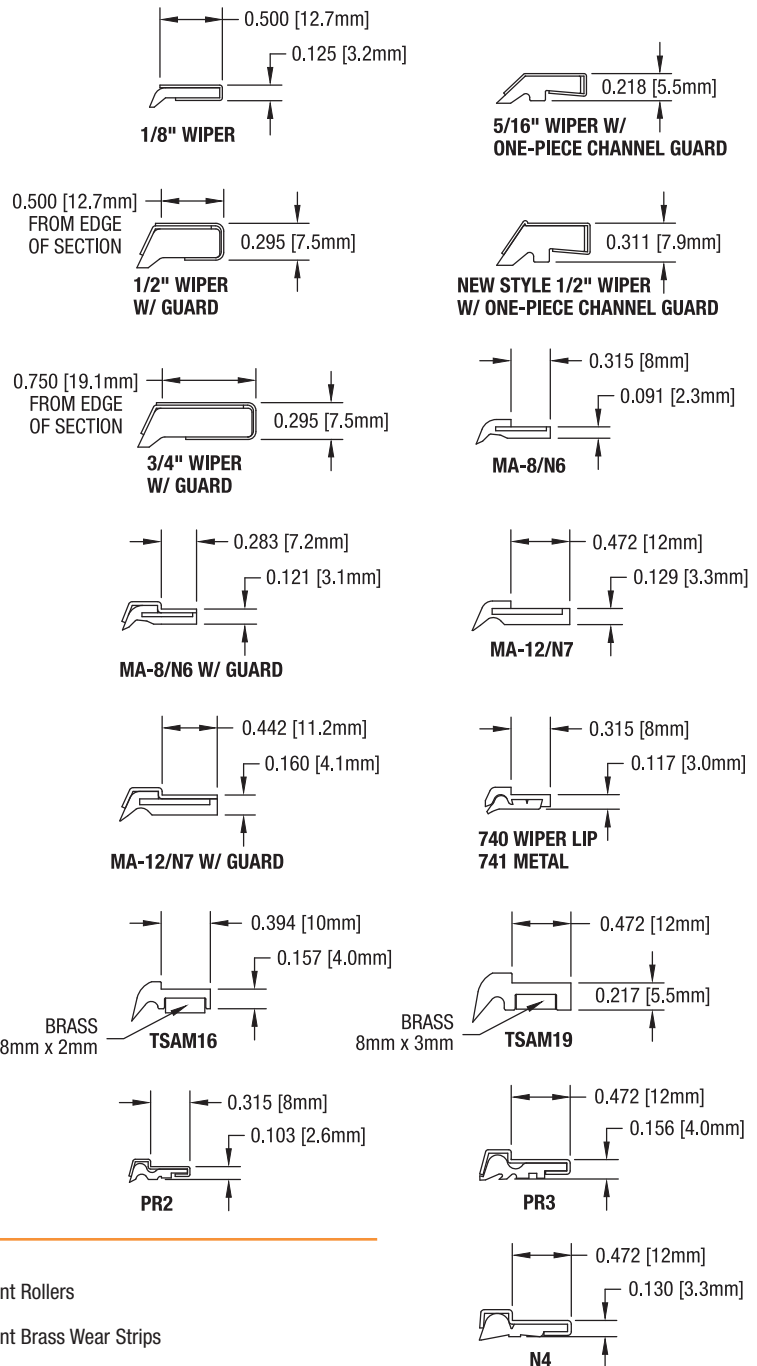 0.500 [12.7mm]
0.125 [3.2mm]
1/8" WIPER
0.218 [5.5mm]
5/16" WIPER W/
ONE-PIECE CHANNEL GUARD
0.500 [12.7mm]
FROM EDGE
OF SECTION
0.295 [7.5mm]
1/2" WIPER
W/ GUARD
0.311 [7.9mm]
NEW STYLE 1/2" WIPER
W/ ONE-PIECE CHANNEL GUARD
0.750 [19.1mm]
FROM EDGE
OF SECTION
0.295 [7.5mm]
3/4" WIPER
W/ GUARD
0.315 [8mm]
0.091 [2.3mm]
MA-8/N6
0.283 [7.2mm]
0.121 [3.1mm]
MA-8/N6 W/ GUARD
0.472 [12mm]
0.129 [3.3mm]
MA-12/N7
0.442 [11.2mm]
0.160 [4.1mm]
MA-12/N7 W/ GUARD
0.315 [8mm]
0.117 [3.0mm]
740 WIPER LIP
741 METAL
0.394 [10mm]
0.157 [4.0mm]
BRASS
8mm x 2mm
TSAM16
0.472 [12mm]
0.217 [5.5mm]
BRASS
8mm x 3mm
TSAM19
0.315 [8mm]
0.103 [2.6mm]
PR2
0.472 [12mm]
0.156 [4.0mm]
PR3
nt Rollers
nt Brass Wear Strips
0.472 [12mm]
0.130 [3.3mm]
N4